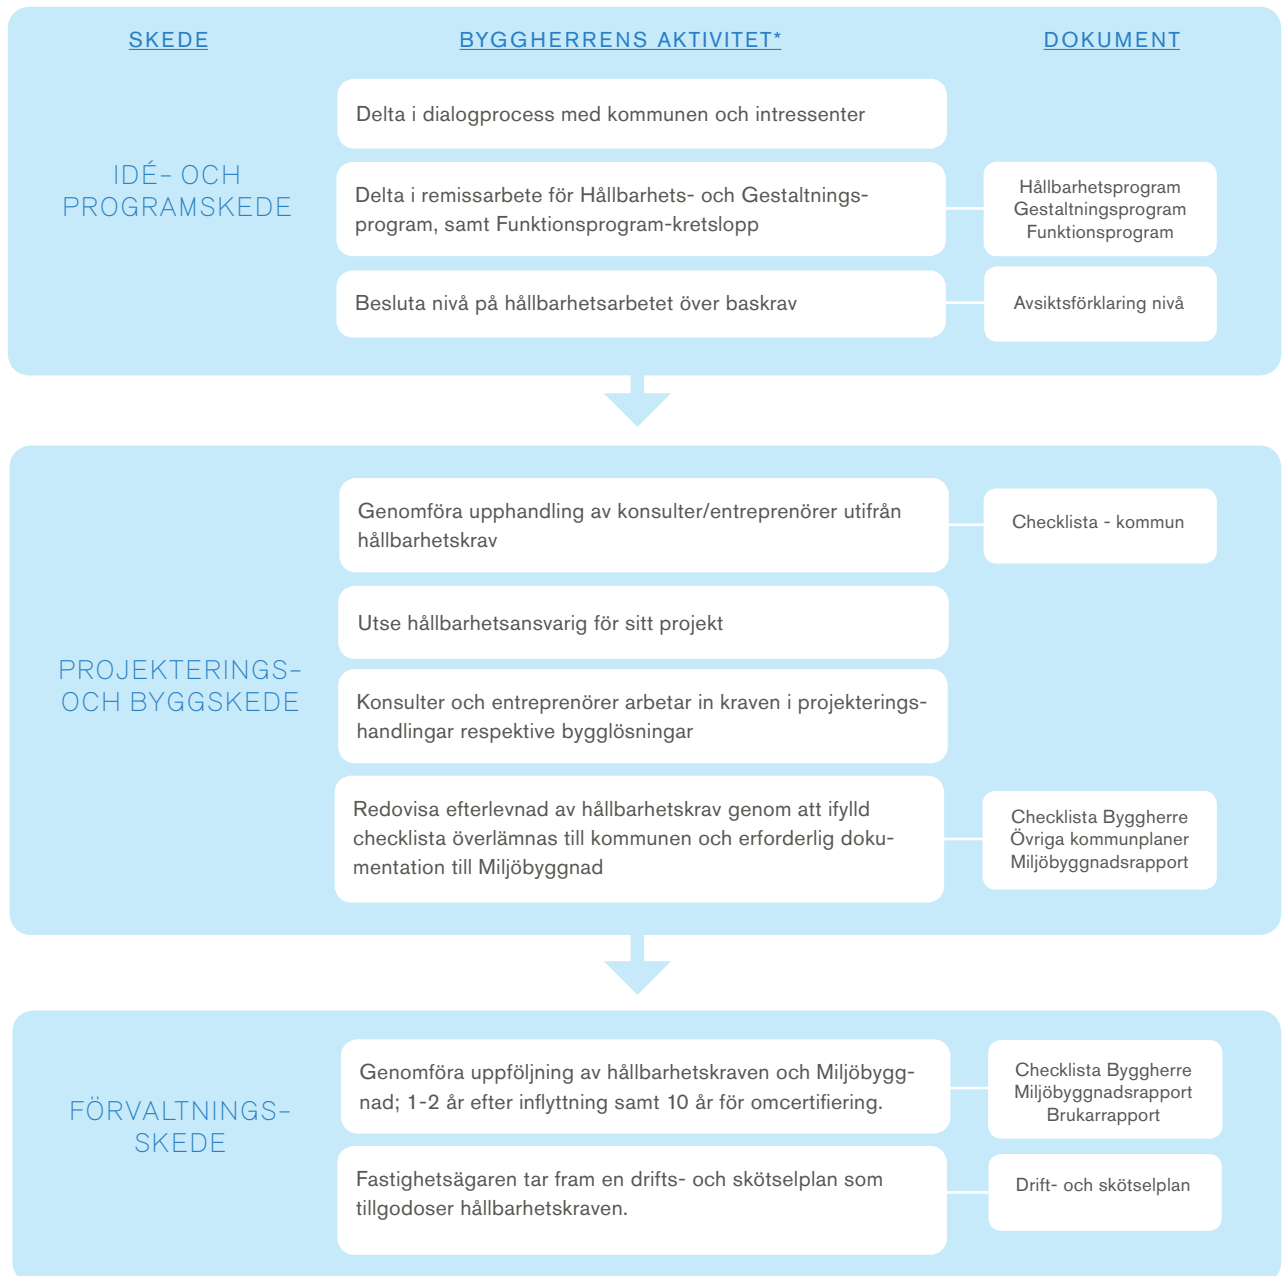 SKEDE
BYGGHERRENS AKTIVITET*
DOKUMENT
IDÉ- OCH
PROGRAMSKEDE
Delta i dialogprocess med kommunen och intressenter
Delta i remissarbete för Hållbarhets- och Gestaltnings-
program, samt Funktionsprogram-kretslopp
Hållbarhetsprogram
Gestaltningsprogram
Funktionsprogram
Besluta nivå på hållbarhetsarbetet över baskrav
Avsiktsförklaring nivå
PROJEKTERINGS-
OCH BYGGSKEDE
Genomföra upphandling av konsulter/entreprenörer utifrån
hållbarhetskrav
Checklista - kommun
Utse hållbarhetsansvarig för sitt projekt
Konsulter och entreprenörer arbetar in kraven i projekterings-
handlingar respektive bygglösningar
Redovisa efterlevnad av hållbarhetskrav genom att ifylld
checklista överlämnas till kommunen och erforderlig doku-
mentation till Miljöbyggnad
Checklista Byggherre
Övriga kommunplaner
Miljöbyggnadsrapport
FÖRVALTNINGS-
SKEDE
Genomföra uppföljning av hållbarhetskraven och Miljöbygg-
nad; 1-2 år efter inflyttning samt 10 år för omcertifiering.
Checklista Byggherre
Miljöbyggnadsrapport
Brukarrapport
Fastighetsägaren tar fram en drifts- och skötselplan som
tillgodoser hållbarhetskraven.
Drift- och skötselplan